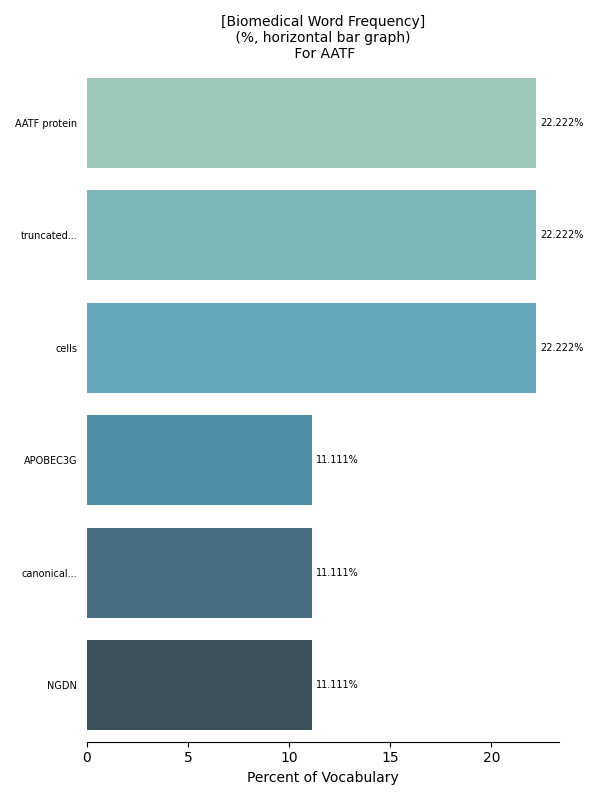 [Biomedical Word Frequency]
(%, horizontal bar graph)
For AATF
AATF protein
22.222%
truncated...
22.222%
cells
22.222%
APOBEC3G
11.111%
canonical...
11.111%
NGDN
11.111%
0 5 10 15 20
Percent of Vocabulary